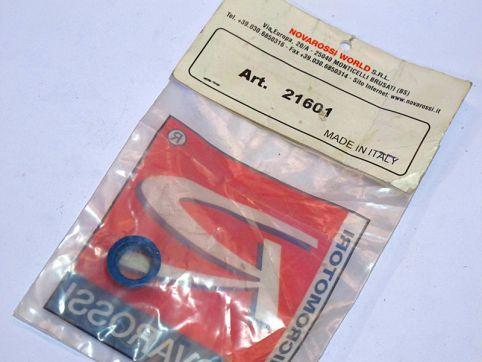 NOVAROSSI WORLD S.R.L.
Via Europa, 20/A - 25040 MONTICELLI BRUSATI (BS)
Tel. +39.030.6850316 - Fax +39.030.6850314 - Sito Internet: www.novarossi.it
Art. 21601
MADE IN ITALY
®
MICROMOTORI
NOVAROSSI